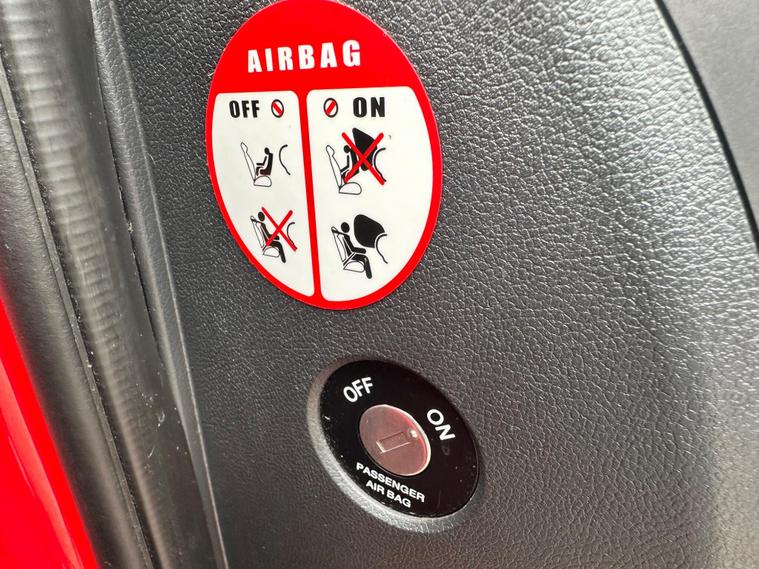 AIRBAG
OFF ON
OFF
ON
PASSENGER
AIR BAG